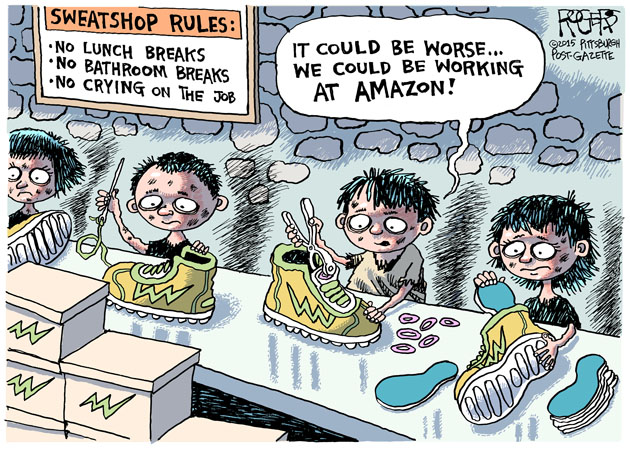 SWEATSHOP RULES:
·NO LUNCH BREAKS
·NO BATHROOM BREAKS
·NO CRYING ON THE JOB
IT COULD BE WORSE...
WE COULD BE WORKING
AT AMAZON!
ROGERS
©2015 PITTSBURGH
POST-GAZETTE